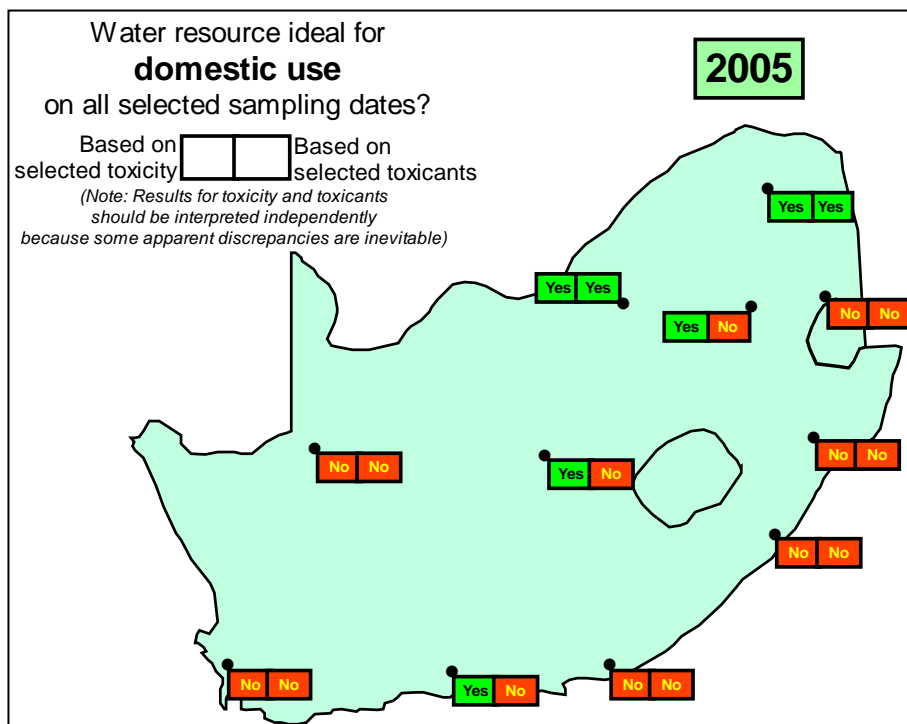 Water resource ideal for
domestic use
on all selected sampling dates?
2005
Based on
selected toxicity
Based on
selected toxicants
(Note: Results for toxicity and toxicants
should be interpreted independently
because some apparent discrepancies are inevitable)
Yes Yes
Yes Yes
Yes No
No No
No No
Yes No
No No
No No
No No
Yes No
No No